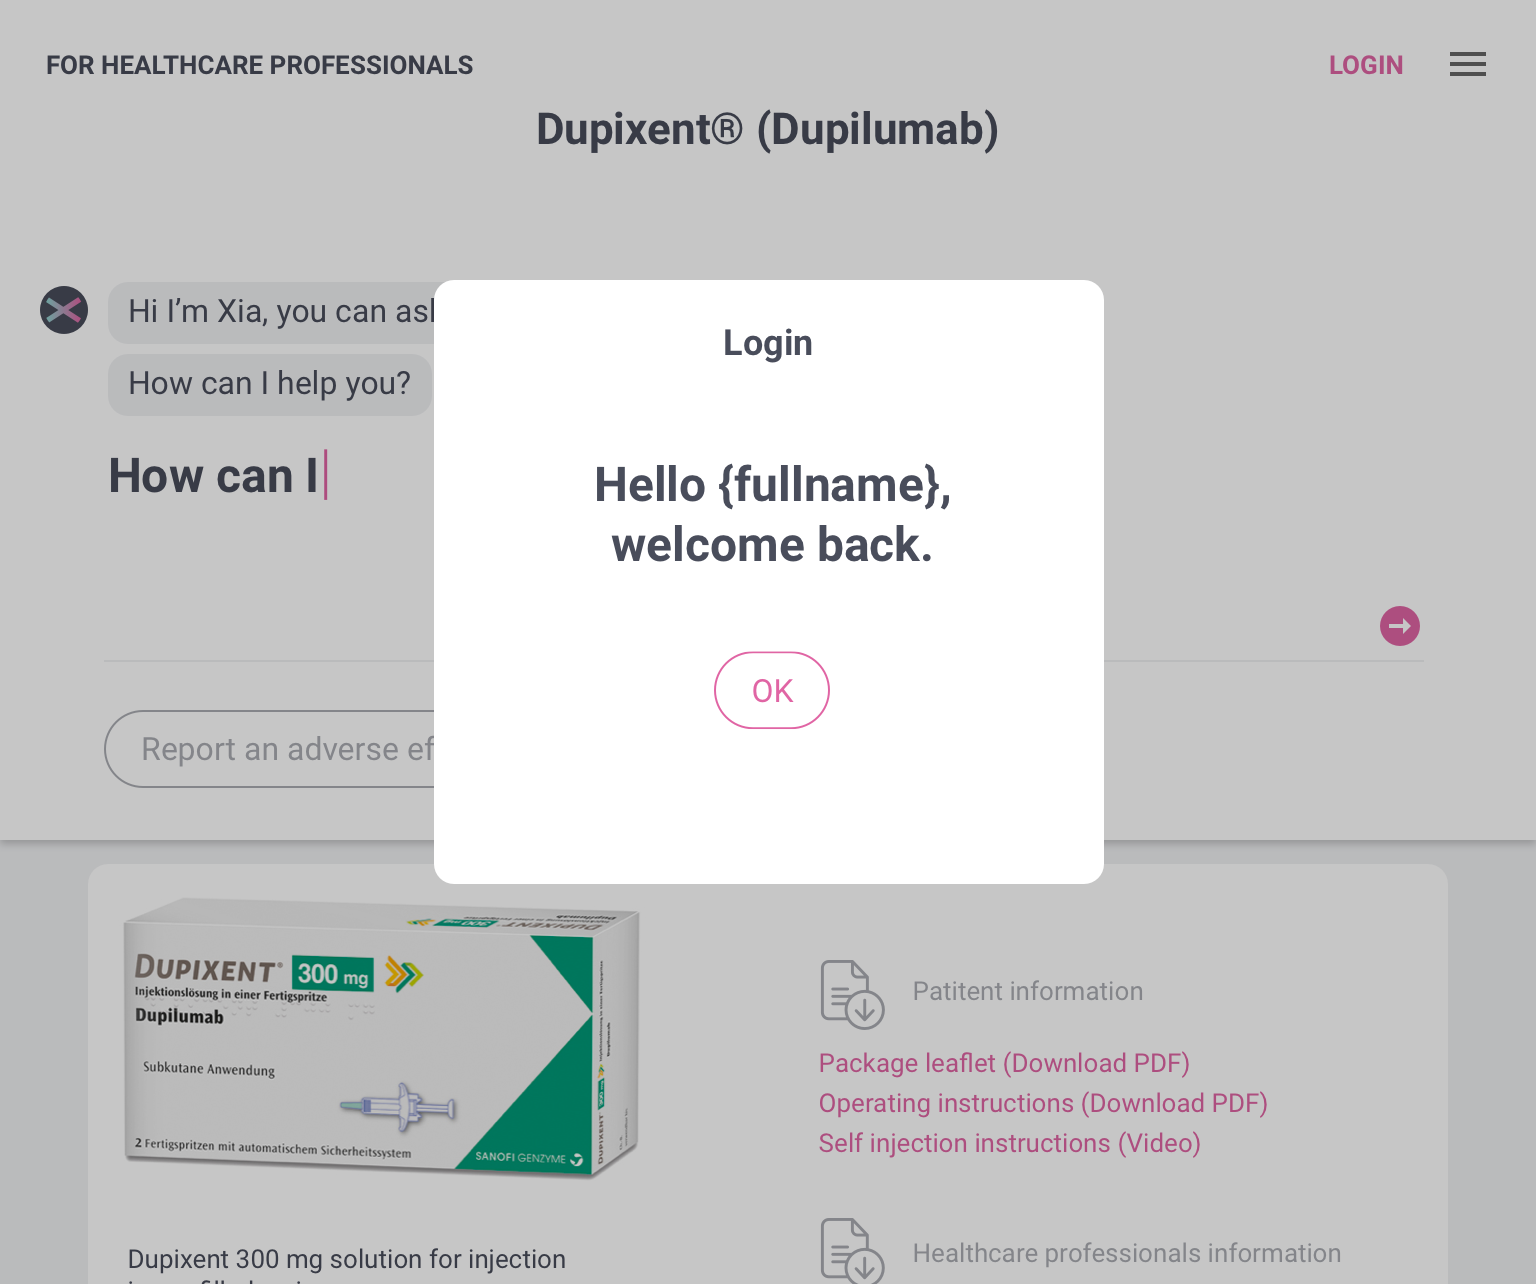 FOR HEALTHCARE PROFESSIONALS
LOGIN
Dupixent® (Dupilumab)
Hi I’m Xia, you can as
How can I help you?
How can I
Login
Hello {fullname},
welcome back.
OK
Report an adverse ef
DUPIXENT® 300 mg
Injektionslösung in einer Fertigspritze
Dupilumab
Subkutane Anwendung
2 Fertigspritzen mit automatischem Sicherheitssystem
SANOFI GENZYME
DUPIXENT
300 mg
Patitent information
Package leaflet (Download PDF)
Operating instructions (Download PDF)
Self injection instructions (Video)
Healthcare professionals information
Dupixent 300 mg solution for injection